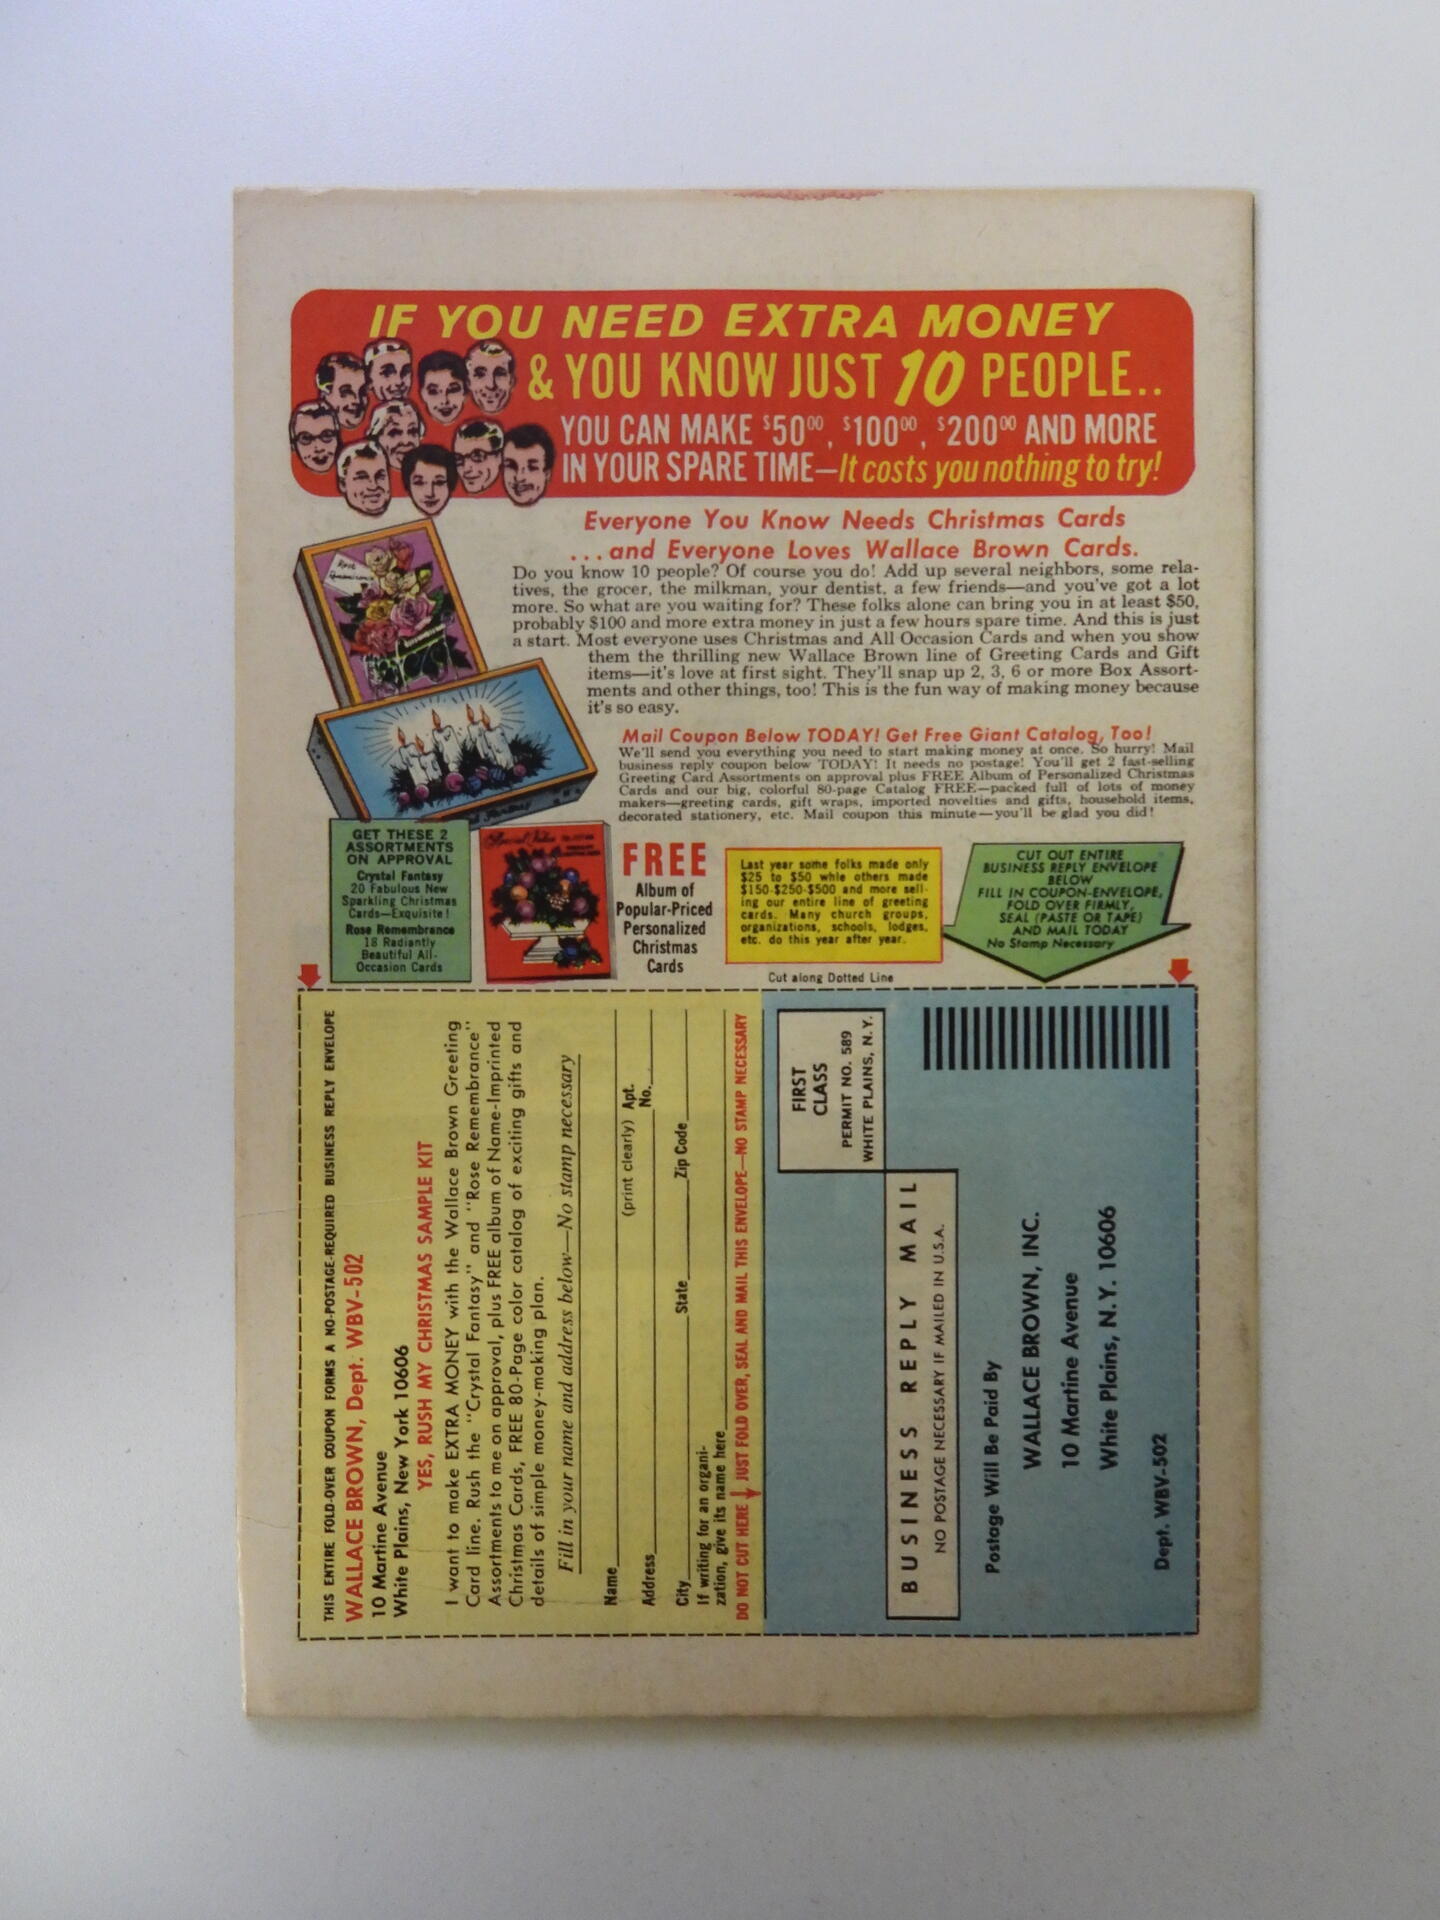 IF YOU NEED EXTRA MONEY
& YOU KNOW JUST 10 PEOPLE..
YOU CAN MAKE $50⁰⁰, $100⁰⁰, $200⁰⁰ AND MORE
IN YOUR SPARE TIME—It costs you nothing to try!
Everyone You Know Needs Christmas Cards
...and Everyone Loves Wallace Brown Cards.
Do you know 10 people? Of course you do! Add up several neighbors, some rela-
tives, the grocer, the milkman, your dentist, a few friends—and you've got a lot
more. So what are you waiting for? These folks alone can bring you in at least $50,
probably $100 and more extra money in just a few hours spare time. And this is just
a start. Most everyone uses Christmas and All Occasion Cards and when you show
them the thrilling new Wallace Brown line of Greeting Cards and Gift
items—it's love at first sight. They'll snap up 2, 3, 6 or more Box Assort-
ments and other things, too! This is the fun way of making money because
it's so easy.
Mail Coupon Below TODAY! Get Free Giant Catalog, Too!
We'll send you everything you need to start making money at once. So hurry! Mail
business reply coupon below TODAY! It needs no postage! You'll get 2 fast-selling
Greeting Card Assortments on approval plus FREE Album of Personalized Christmas
Cards and our big, colorful 80-page Catalog FREE—packed full of lots of money
makers—greeting cards, gift wraps, imported novelties and gifts, household items,
decorated stationery, etc. Mail coupon this minute—you'll be glad you did!
Rose
Remembrance
GET THESE 2
ASSORTMENTS
ON APPROVAL
Crystal Fantasy
20 Fabulous New
Sparkling Christmas
Cards—Exquisite!
Rose Remembrance
18 Radiantly
Beautiful All-
Occasion Cards
Special Value
FREE
Album of
Popular-Priced
Personalized
Christmas
Cards
Last year some folks made only
$25 to $50 while others made
$150-$250-$500 and more sell-
ing our entire line of greeting
cards. Many church groups,
organizations, schools, lodges,
etc. do this year after year.
CUT OUT ENTIRE
BUSINESS REPLY ENVELOPE
BELOW
FILL IN COUPON-ENVELOPE,
FOLD OVER FIRMLY,
SEAL (PASTE OR TAPE)
AND MAIL TODAY
No Stamp Necessary
Cut along Dotted Line
THIS ENTIRE FOLD-OVER COUPON FORMS A NO-POSTAGE-REQUIRED BUSINESS REPLY ENVELOPE
WALLACE BROWN, Dept. WBV-502
10 Martine Avenue
White Plains, New York 10606
YES, RUSH MY CHRISTMAS SAMPLE KIT
I want to make EXTRA MONEY with the Wallace Brown Greeting
Card line. Rush the "Crystal Fantasy" and "Rose Remembrance"
Assortments to me on approval, plus FREE album of Name-Imprinted
Christmas Cards, FREE 80-Page color catalog of exciting gifts and
details of simple money-making plan.
Fill in your name and address below—No stamp necessary
Name
(print clearly)
Address Apt. No.
City State Zip Code
If writing for an organi-
zation, give its name here
DO NOT CUT HERE JUST FOLD OVER, SEAL AND MAIL THIS ENVELOPE—NO STAMP NECESSARY
FIRST
CLASS
PERMIT NO. 589
WHITE PLAINS, N.Y.
BUSINESS REPLY MAIL
NO POSTAGE NECESSARY IF MAILED IN U.S.A.
Postage Will Be Paid By
WALLACE BROWN, INC.
10 Martine Avenue
White Plains, N.Y. 10606
Dept. WBV-502